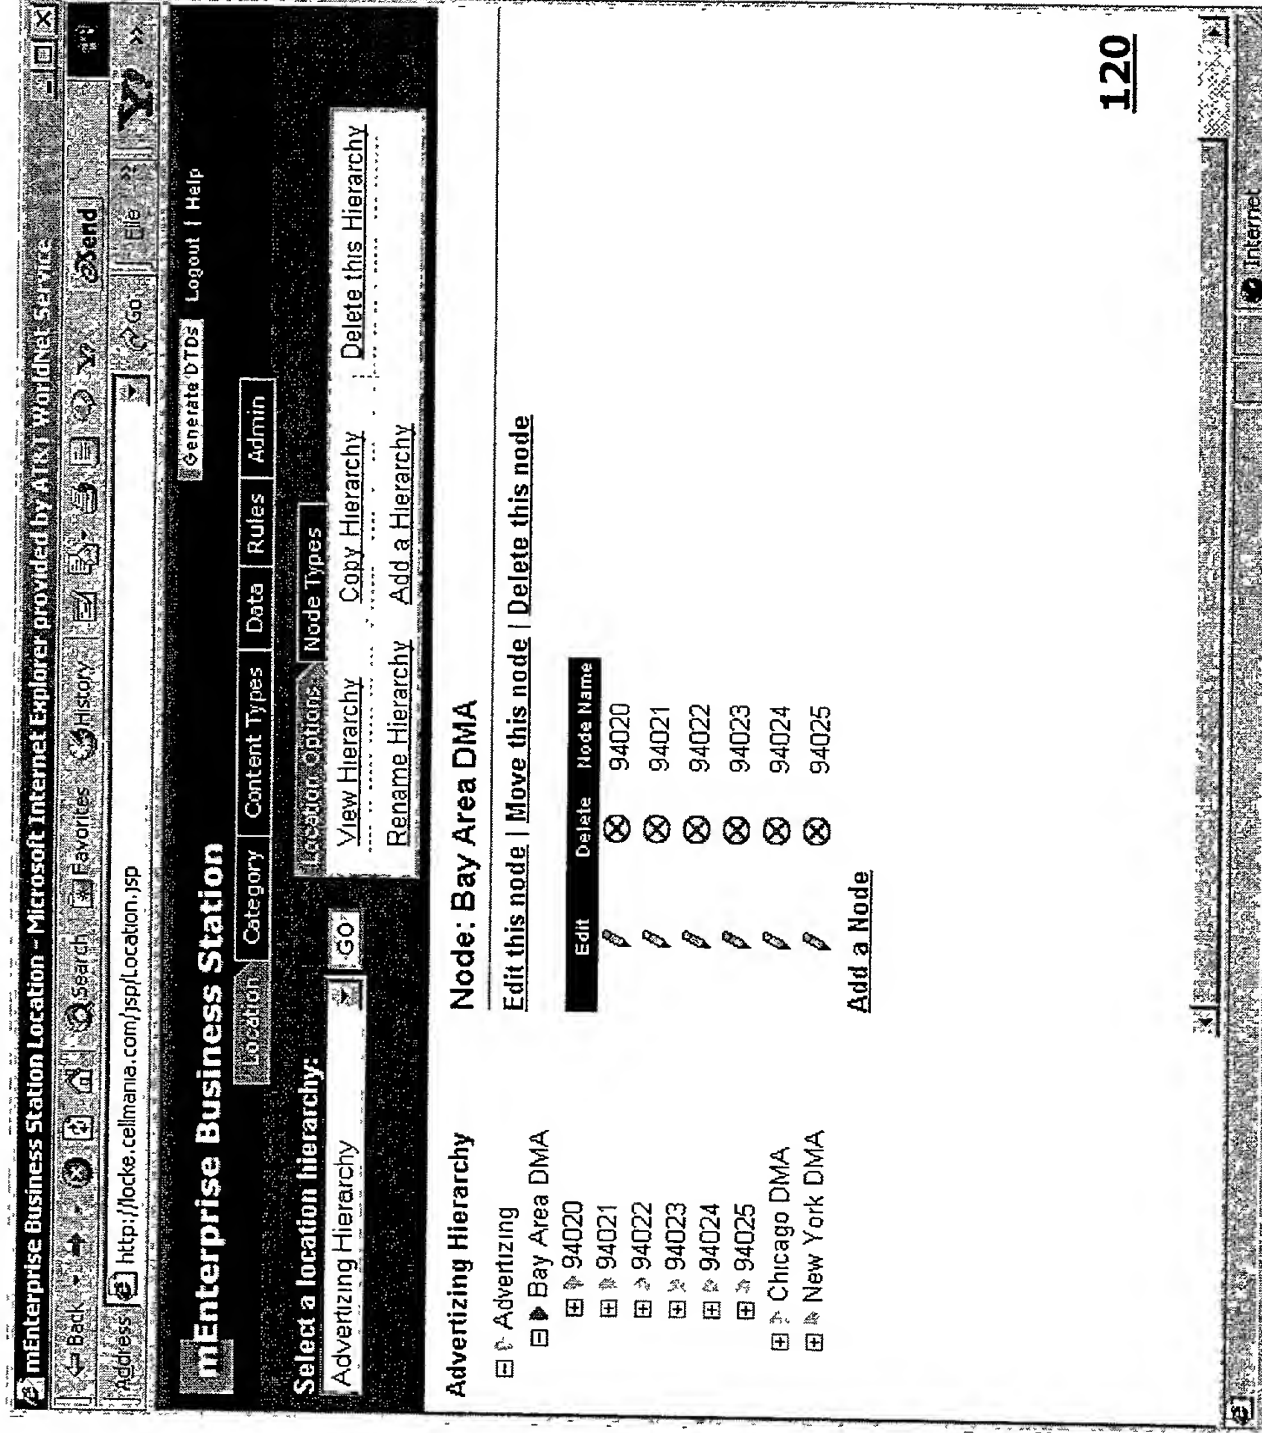 mEnterprise Business Station Location - Microsoft Internet Explorer provided by AT&T WorldNet Service
Back Search Favorites History Send
Address http://locke.cellmania.com/jsp/Location.jsp Go File » Y! »
mEnterprise Business Station
Generate DTDs Logout | Help
Location Category Content Types Data Rules Admin
Select a location hierarchy:
Location Options Node Types
Advertizing Hierarchy GO
View Hierarchy Copy Hierarchy Delete this Hierarchy
Rename Hierarchy Add a Hierarchy
Advertizing Hierarchy
Advertizing
Bay Area DMA
94020
94021
94022
94023
94024
94025
Chicago DMA
New York DMA
Node: Bay Area DMA
Edit this node | Move this node | Delete this node
Edit Delete Node Name
94020
94021
94022
94023
94024
94025
Add a Node
120
Internet